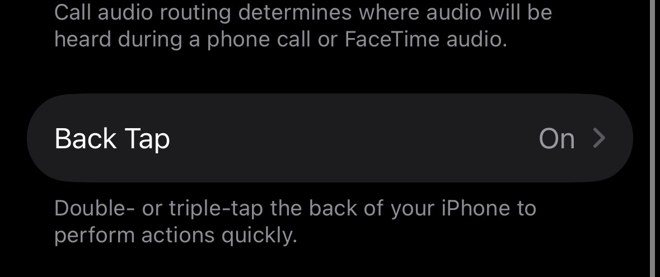 Call audio routing determines where audio will be
heard during a phone call or FaceTime audio.
Back Tap On
Double- or triple-tap the back of your iPhone to
perform actions quickly.